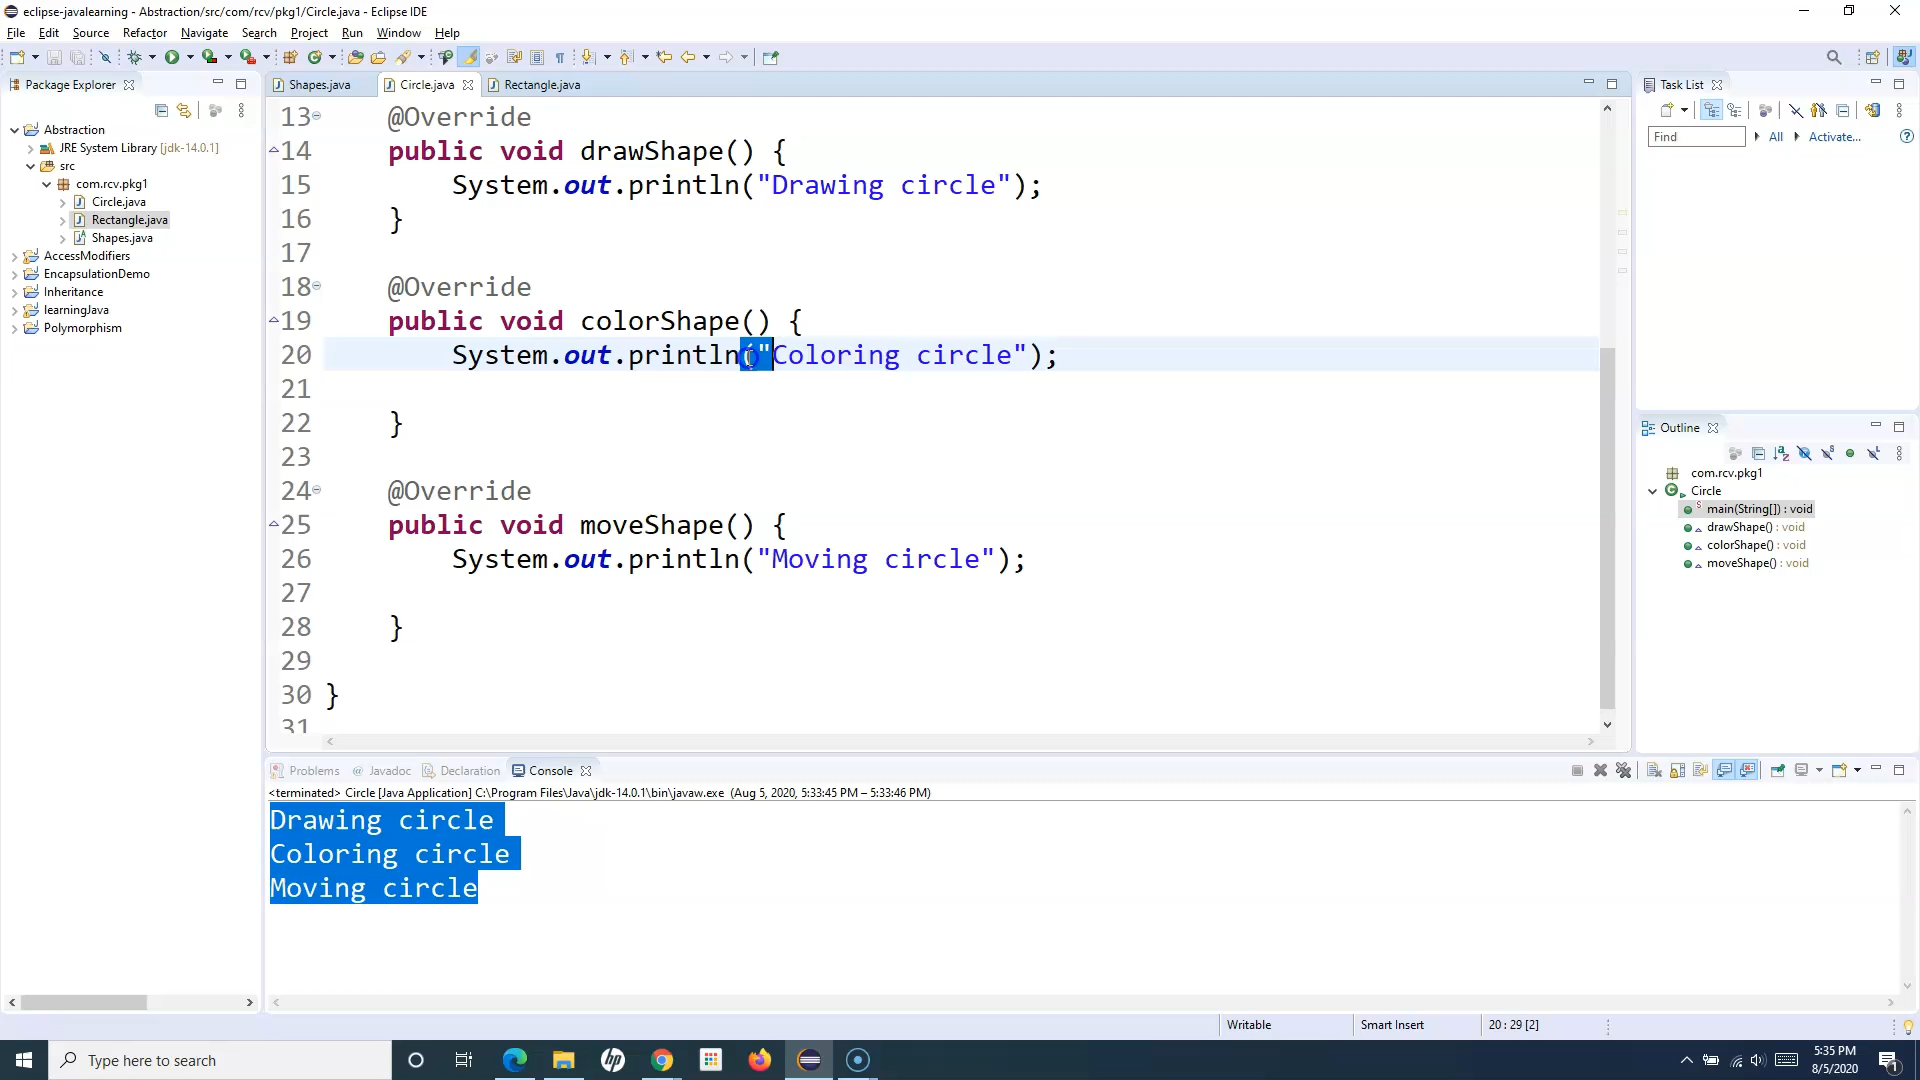 eclipse-javalearning - Abstraction/src/com/rcv/pkg1/Circle.java - Eclipse IDE
File Edit Source Refactor Navigate Search Project Run Window Help
Package Explorer
Abstraction
JRE System Library [jdk-14.0.1]
src
com.rcv.pkg1
Circle.java
Rectangle.java
Shapes.java
AccessModifiers
EncapsulationDemo
Inheritance
learningJava
Polymorphism
Shapes.java Circle.java Rectangle.java
13 @Override
14 public void drawShape() {
15 System.out.println("Drawing circle");
16 }
17
18 @Override
19 public void colorShape() {
20 System.out.println("Coloring circle");
21
22 }
23
24 @Override
25 public void moveShape() {
26 System.out.println("Moving circle");
27
28 }
29
30 }
31
Task List
Find All Activate...
Outline
com.rcv.pkg1
Circle
main(String[]) : void
drawShape() : void
colorShape() : void
moveShape() : void
Problems @ Javadoc Declaration Console
<terminated> Circle [Java Application] C:\Program Files\Java\jdk-14.0.1\bin\javaw.exe (Aug 5, 2020, 5:33:45 PM – 5:33:46 PM)
Drawing circle
Coloring circle
Moving circle
Writable Smart Insert 20 : 29 [2]
Type here to search
hp
5:35 PM
8/5/2020
1